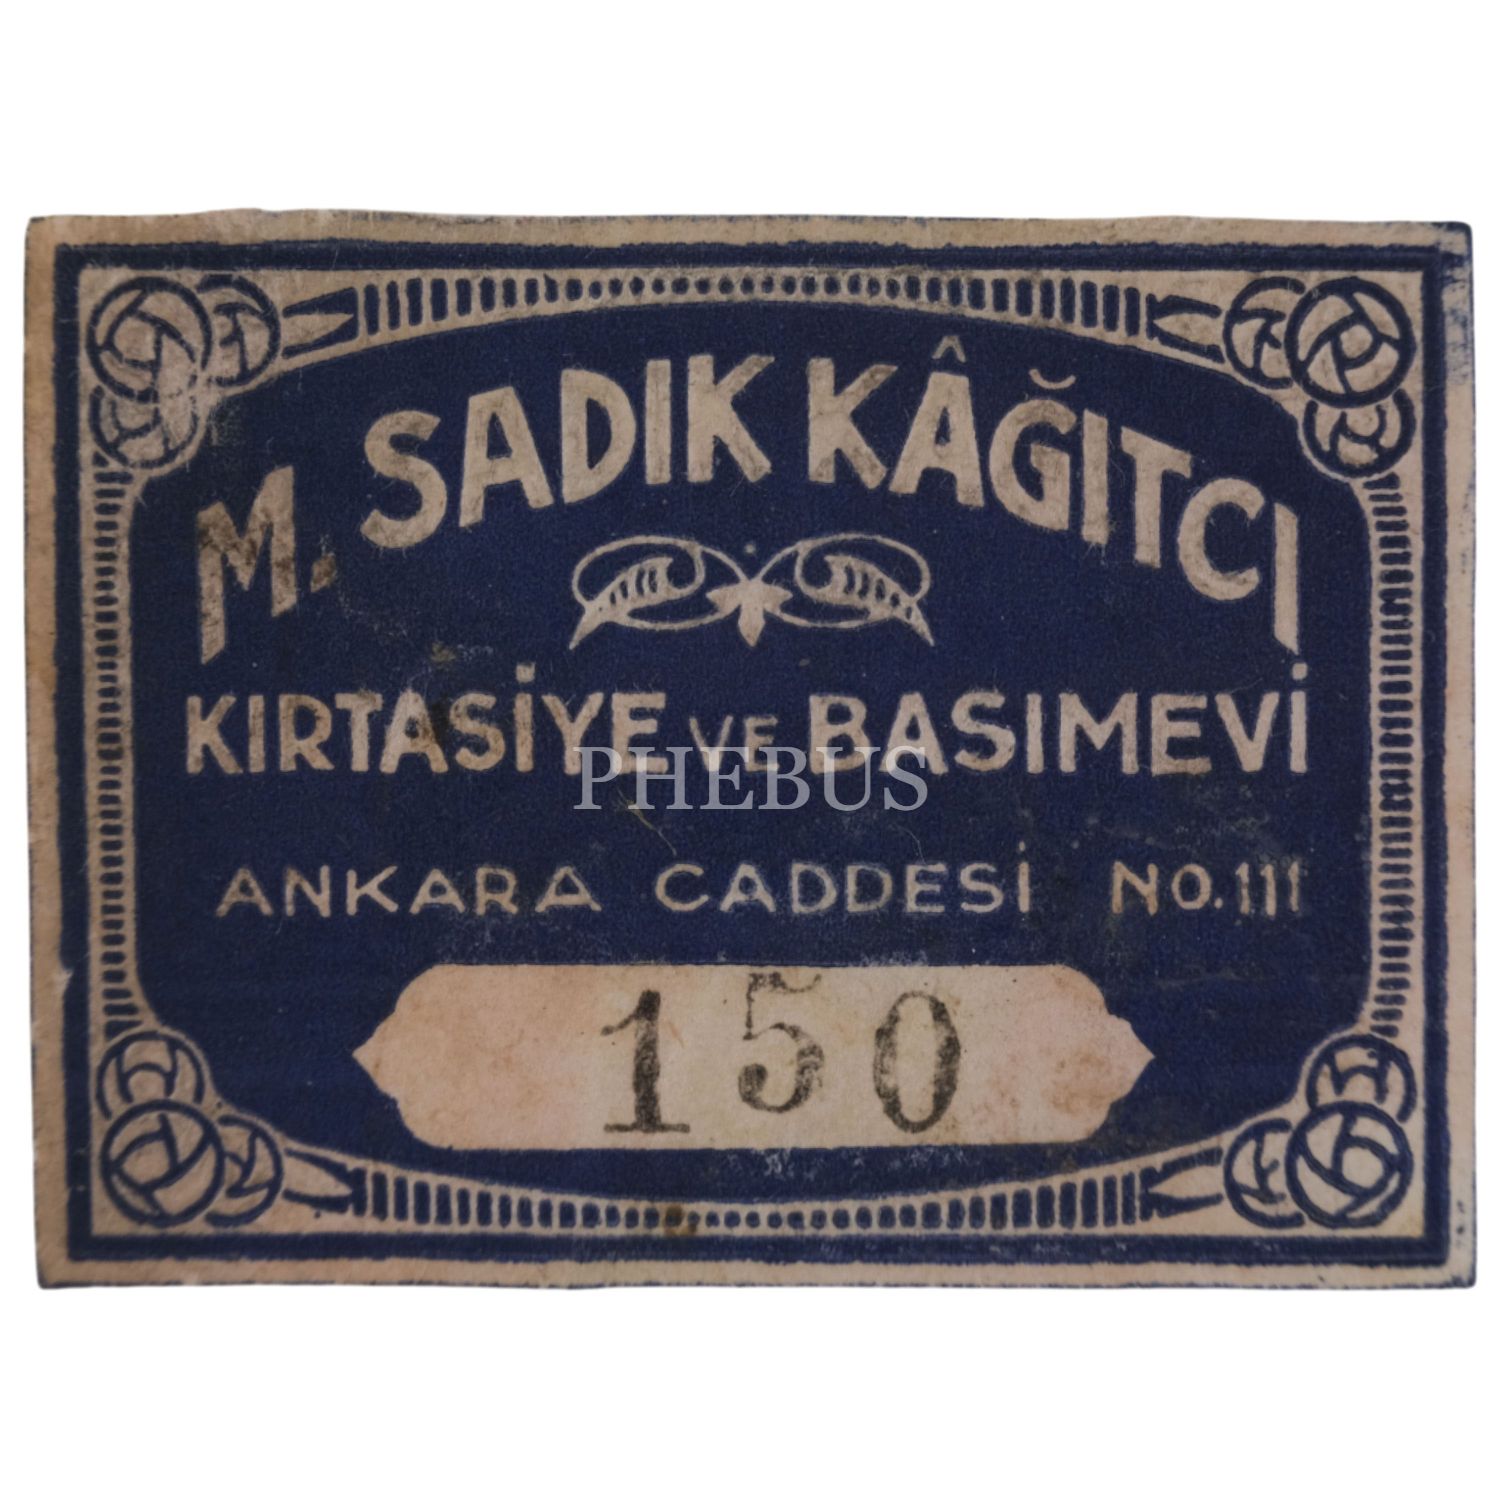 M. SADIK KÂĞITCI
KIRTASİYE VE BASIMEVİ
PHEBUS
ANKARA CADDESİ NO. 111
150